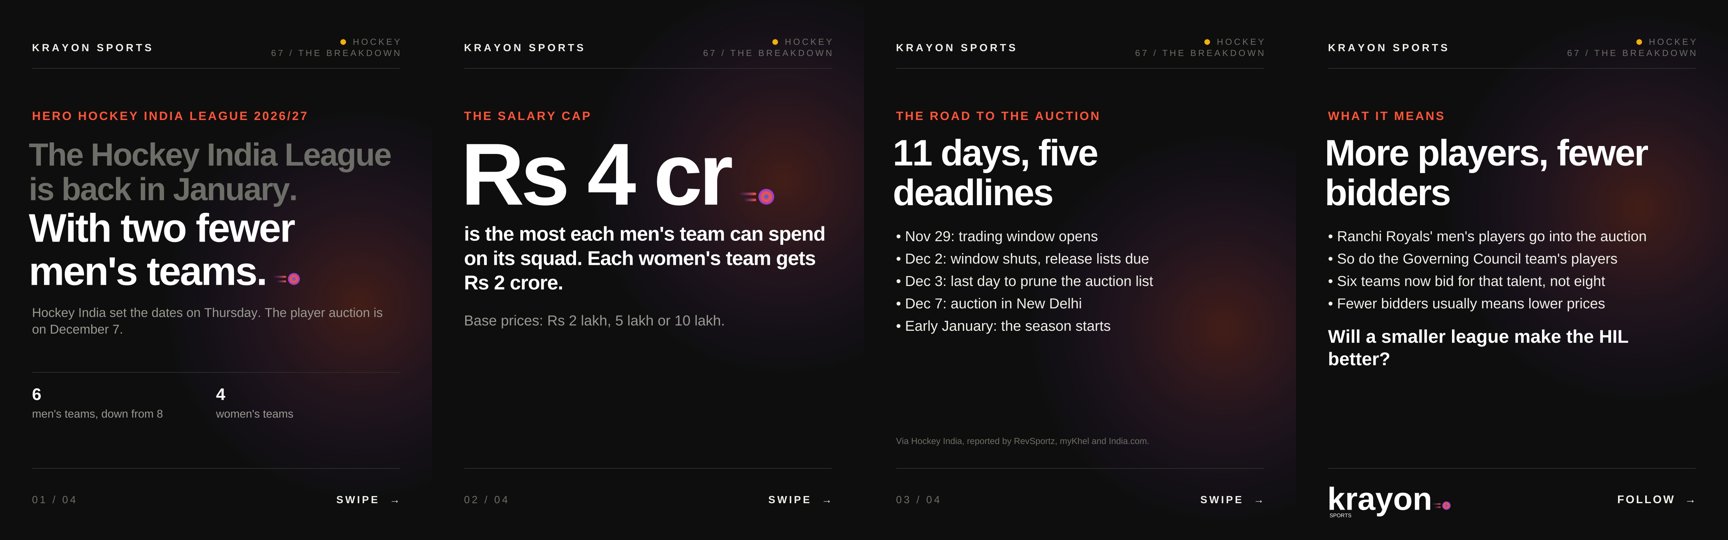 KRAYON SPORTS
HOCKEY
67 / THE BREAKDOWN
HERO HOCKEY INDIA LEAGUE 2026/27
The Hockey India League
is back in January.
With two fewer
men's teams.
Hockey India set the dates on Thursday. The player auction is
on December 7.
6
men's teams, down from 8
4
women's teams
01 / 04
SWIPE →
KRAYON SPORTS
HOCKEY
67 / THE BREAKDOWN
THE SALARY CAP
Rs 4 cr
is the most each men's team can spend
on its squad. Each women's team gets
Rs 2 crore.
Base prices: Rs 2 lakh, 5 lakh or 10 lakh.
02 / 04
SWIPE →
KRAYON SPORTS
HOCKEY
67 / THE BREAKDOWN
THE ROAD TO THE AUCTION
11 days, five
deadlines
• Nov 29: trading window opens
• Dec 2: window shuts, release lists due
• Dec 3: last day to prune the auction list
• Dec 7: auction in New Delhi
• Early January: the season starts
Via Hockey India, reported by RevSportz, myKhel and India.com.
03 / 04
SWIPE →
KRAYON SPORTS
HOCKEY
67 / THE BREAKDOWN
WHAT IT MEANS
More players, fewer
bidders
• Ranchi Royals' men's players go into the auction
• So do the Governing Council team's players
• Six teams now bid for that talent, not eight
• Fewer bidders usually means lower prices
Will a smaller league make the HIL
better?
krayon
SPORTS
FOLLOW →